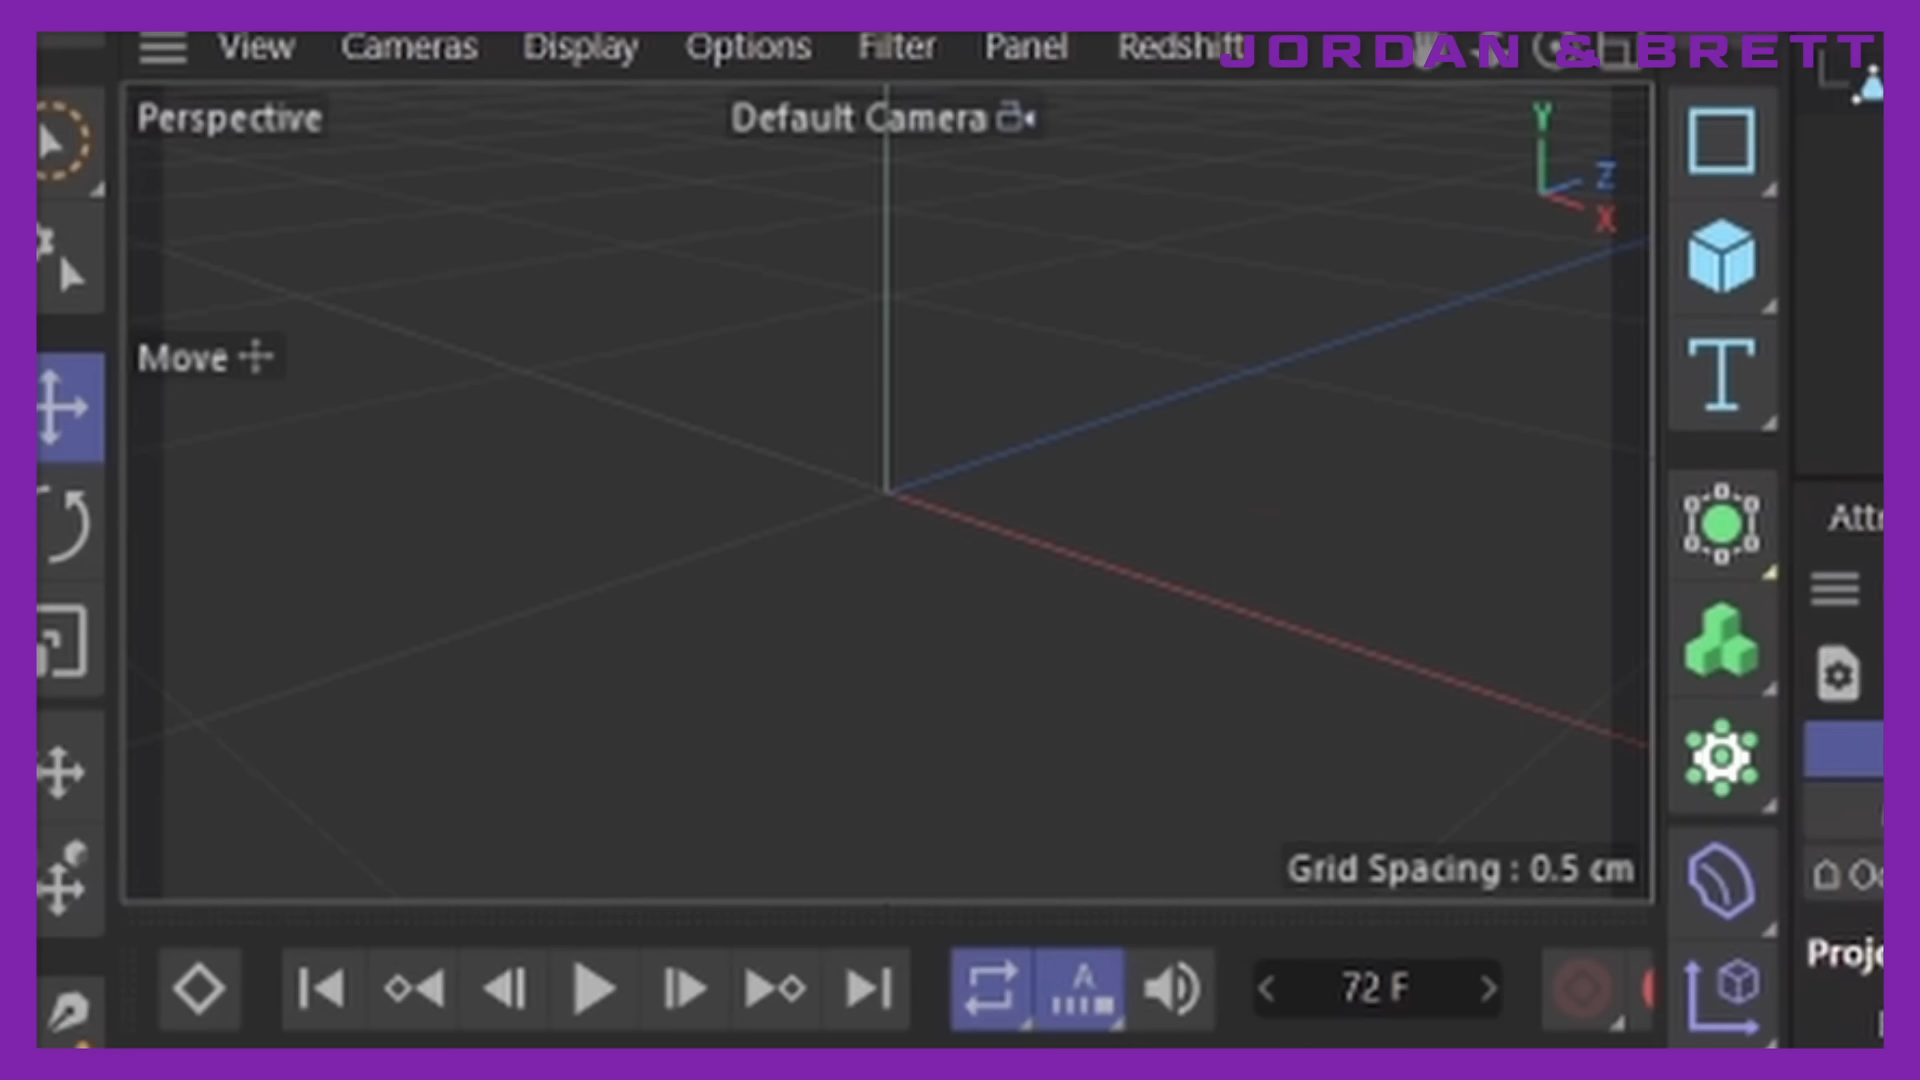 View Cameras Display Options Filter Panel Redshift
JORDAN & BRETT
Perspective
Default Camera
Y
Z
X
Move
Grid Spacing : 0.5 cm
A
72 F